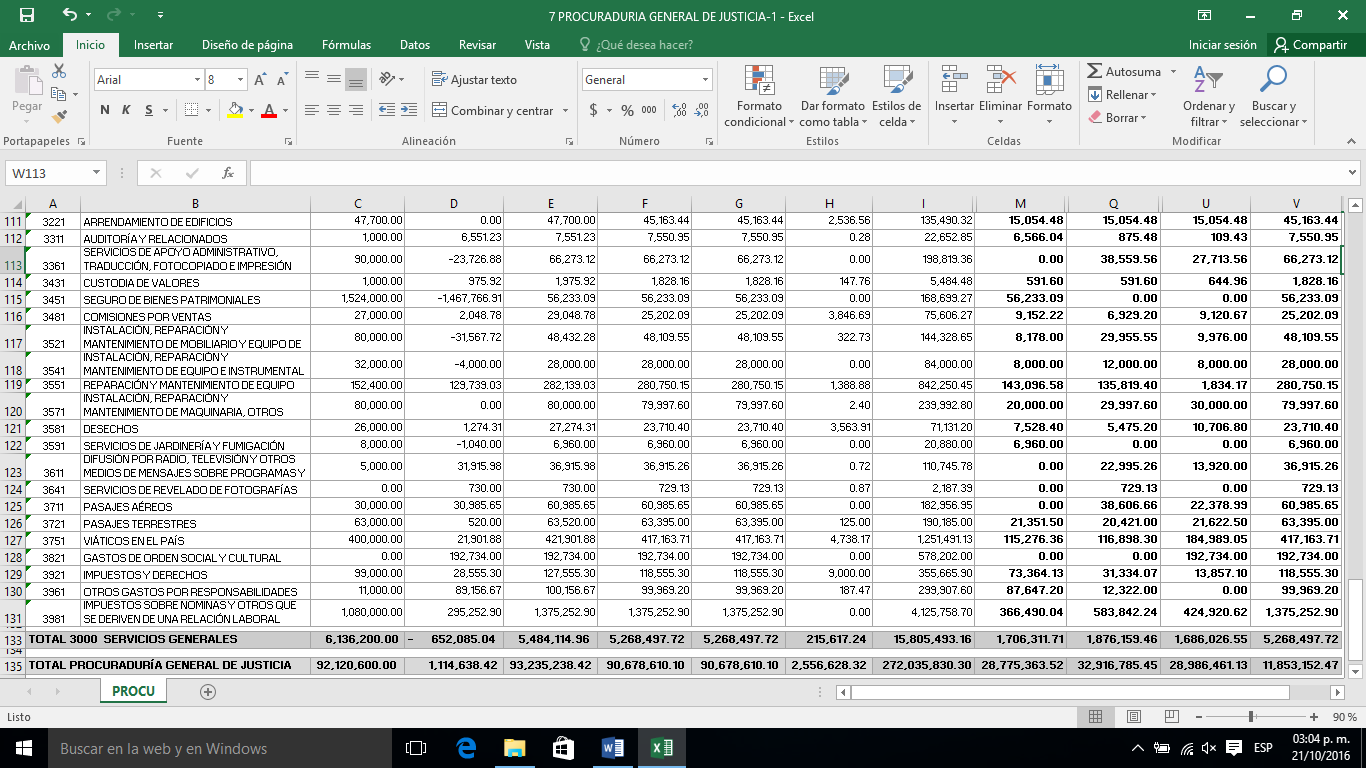 7 PROCURADURIA GENERAL DE JUSTICIA-1 - Excel
Archivo Inicio Insertar Diseño de página Fórmulas Datos Revisar Vista ¿Qué desea hacer? Iniciar sesión Compartir
Pegar Arial 8 Ajustar texto General Autosuma
N K S A Combinar y centrar $ % 000 Formato condicional Dar formato como tabla Estilos de celda Insertar Eliminar Formato Rellenar Borrar Ordenar y filtrar Buscar y seleccionar
Portapapeles Fuente Alineación Número Estilos Celdas Modificar
W113 fx
A B C D E F G H I M Q U V
111 3221 ARRENDAMIENTO DE EDIFICIOS 47,700.00 0.00 47,700.00 45,163.44 45,163.44 2,536.56 135,490.32 15,054.48 15,054.48 15,054.48 45,163.44
112 3311 AUDITORÍA Y RELACIONADOS 1,000.00 6,551.23 7,551.23 7,550.95 7,550.95 0.28 22,652.85 6,566.04 875.48 109.43 7,550.95
SERVICIOS DE APOYO ADMINISTRATIVO,
113 3361 TRADUCCIÓN, FOTOCOPIADO E IMPRESIÓN 90,000.00 -23,726.88 66,273.12 66,273.12 66,273.12 0.00 198,819.36 0.00 38,559.56 27,713.56 66,273.12
114 3431 CUSTODIA DE VALORES 1,000.00 975.92 1,975.92 1,828.16 1,828.16 147.76 5,484.48 591.60 591.60 644.96 1,828.16
115 3451 SEGURO DE BIENES PATRIMONIALES 1,524,000.00 -1,467,766.91 56,233.09 56,233.09 56,233.09 0.00 168,699.27 56,233.09 0.00 0.00 56,233.09
116 3481 COMISIONES POR VENTAS 27,000.00 2,048.78 29,048.78 25,202.09 25,202.09 3,846.69 75,606.27 9,152.22 6,929.20 9,120.67 25,202.09
INSTALACIÓN, REPARACIÓN Y
117 3521 MANTENIMIENTO DE MOBILIARIO Y EQUIPO DE 80,000.00 -31,567.72 48,432.28 48,109.55 48,109.55 322.73 144,328.65 8,178.00 29,955.55 9,976.00 48,109.55
INSTALACIÓN, REPARACIÓN Y
118 3541 MANTENIMIENTO DE EQUIPO E INSTRUMENTAL 32,000.00 -4,000.00 28,000.00 28,000.00 28,000.00 0.00 84,000.00 8,000.00 12,000.00 8,000.00 28,000.00
119 3551 REPARACIÓN Y MANTENIMIENTO DE EQUIPO 152,400.00 129,739.03 282,139.03 280,750.15 280,750.15 1,388.88 842,250.45 143,096.58 135,819.40 1,834.17 280,750.15
INSTALACIÓN, REPARACIÓN Y
120 3571 MANTENIMIENTO DE MAQUINARIA, OTROS 80,000.00 0.00 80,000.00 79,997.60 79,997.60 2.40 239,992.80 20,000.00 29,997.60 30,000.00 79,997.60
121 3581 DESECHOS 26,000.00 1,274.31 27,274.31 23,710.40 23,710.40 3,563.91 71,131.20 7,528.40 5,475.20 10,706.80 23,710.40
122 3591 SERVICIOS DE JARDINERÍA Y FUMIGACIÓN 8,000.00 -1,040.00 6,960.00 6,960.00 6,960.00 0.00 20,880.00 6,960.00 0.00 0.00 6,960.00
DIFUSIÓN POR RADIO, TELEVISIÓN Y OTROS
123 3611 MEDIOS DE MENSAJES SOBRE PROGRAMAS Y 5,000.00 31,915.98 36,915.98 36,915.26 36,915.26 0.72 110,745.78 0.00 22,995.26 13,920.00 36,915.26
124 3641 SERVICIOS DE REVELADO DE FOTOGRAFÍAS 0.00 730.00 730.00 729.13 729.13 0.87 2,187.39 0.00 729.13 0.00 729.13
125 3711 PASAJES AÉREOS 30,000.00 30,985.65 60,985.65 60,985.65 60,985.65 0.00 182,956.95 0.00 38,606.66 22,378.99 60,985.65
126 3721 PASAJES TERRESTRES 63,000.00 520.00 63,520.00 63,395.00 63,395.00 125.00 190,185.00 21,351.50 20,421.00 21,622.50 63,395.00
127 3751 VIÁTICOS EN EL PAÍS 400,000.00 21,901.88 421,901.88 417,163.71 417,163.71 4,738.17 1,251,491.13 115,276.36 116,898.30 184,989.05 417,163.71
128 3821 GASTOS DE ORDEN SOCIAL Y CULTURAL 0.00 192,734.00 192,734.00 192,734.00 192,734.00 0.00 578,202.00 0.00 0.00 192,734.00 192,734.00
129 3921 IMPUESTOS Y DERECHOS 99,000.00 28,555.30 127,555.30 118,555.30 118,555.30 9,000.00 355,665.90 73,364.13 31,334.07 13,857.10 118,555.30
130 3961 OTROS GASTOS POR RESPONSABILIDADES 11,000.00 89,156.67 100,156.67 99,969.20 99,969.20 187.47 299,907.60 87,647.20 12,322.00 0.00 99,969.20
IMPUESTOS SOBRE NOMINAS Y OTROS QUE
131 3981 SE DERIVEN DE UNA RELACIÓN LABORAL 1,080,000.00 295,252.90 1,375,252.90 1,375,252.90 1,375,252.90 0.00 4,125,758.70 366,490.04 583,842.24 424,920.62 1,375,252.90
133 TOTAL 3000 SERVICIOS GENERALES 6,136,200.00 - 652,085.04 5,484,114.96 5,268,497.72 5,268,497.72 215,617.24 15,805,493.16 1,706,311.71 1,876,159.46 1,686,026.55 5,268,497.72
134
135 TOTAL PROCURADURÍA GENERAL DE JUSTICIA 92,120,600.00 1,114,638.42 93,235,238.42 90,678,610.10 90,678,610.10 2,556,628.32 272,035,830.30 28,775,363.52 32,916,785.45 28,986,461.13 11,853,152.47
PROCU
Listo 90 %
Buscar en la web y en Windows ESP 03:04 p. m.
21/10/2016